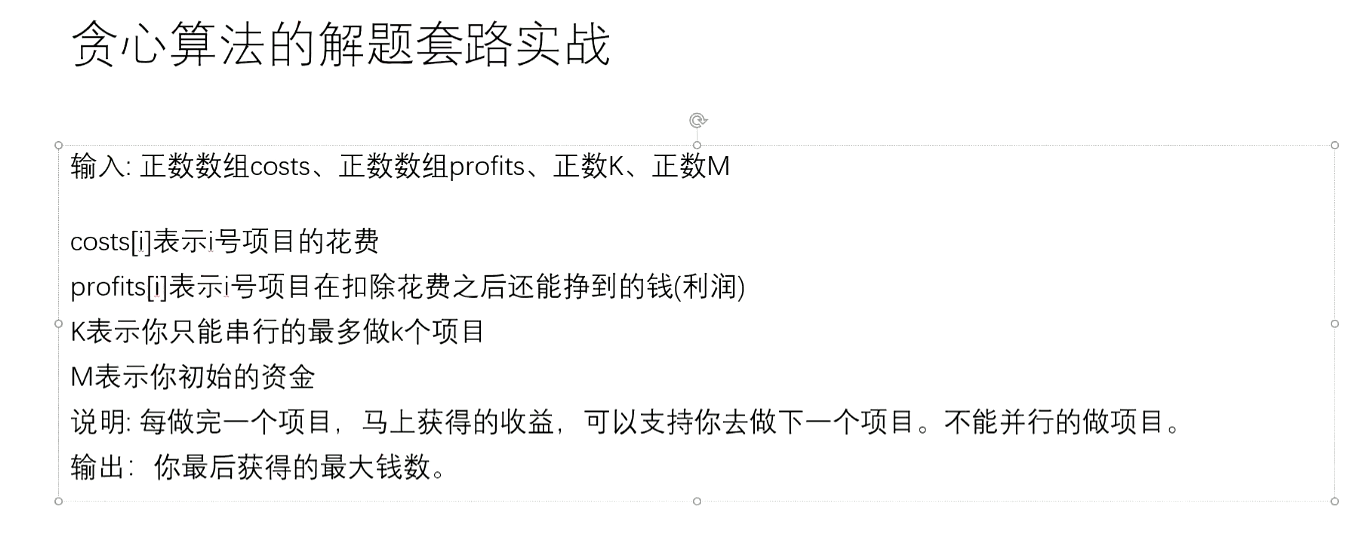 贪心算法的解题套路实战
输入: 正数数组costs、正数数组profits、正数K、正数M
costs[i]表示i号项目的花费
profits[i]表示i号项目在扣除花费之后还能挣到的钱(利润)
K表示你只能串行的最多做k个项目
M表示你初始的资金
说明: 每做完一个项目，马上获得的收益，可以支持你去做下一个项目。不能并行的做项目。
输出：你最后获得的最大钱数。